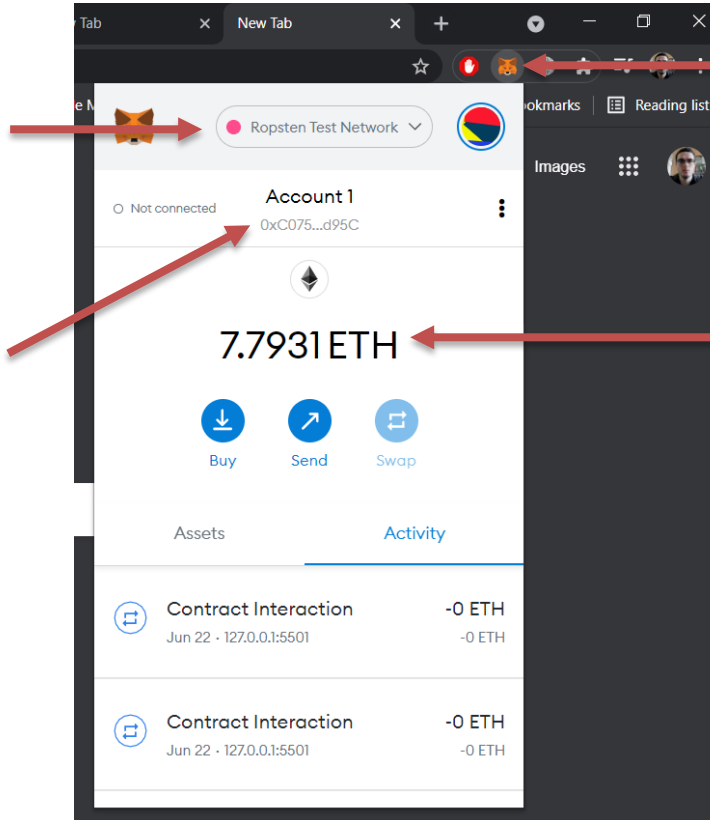 Tab
New Tab
ookmarks
Reading list
Ropsten Test Network
Images
Not connected
Account 1
0xC075...d95C
7.7931 ETH
Buy
Send
Swap
Assets
Activity
Contract Interaction
-0 ETH
Jun 22 · 127.0.0.1:5501
-0 ETH
Contract Interaction
-0 ETH
Jun 22 · 127.0.0.1:5501
-0 ETH